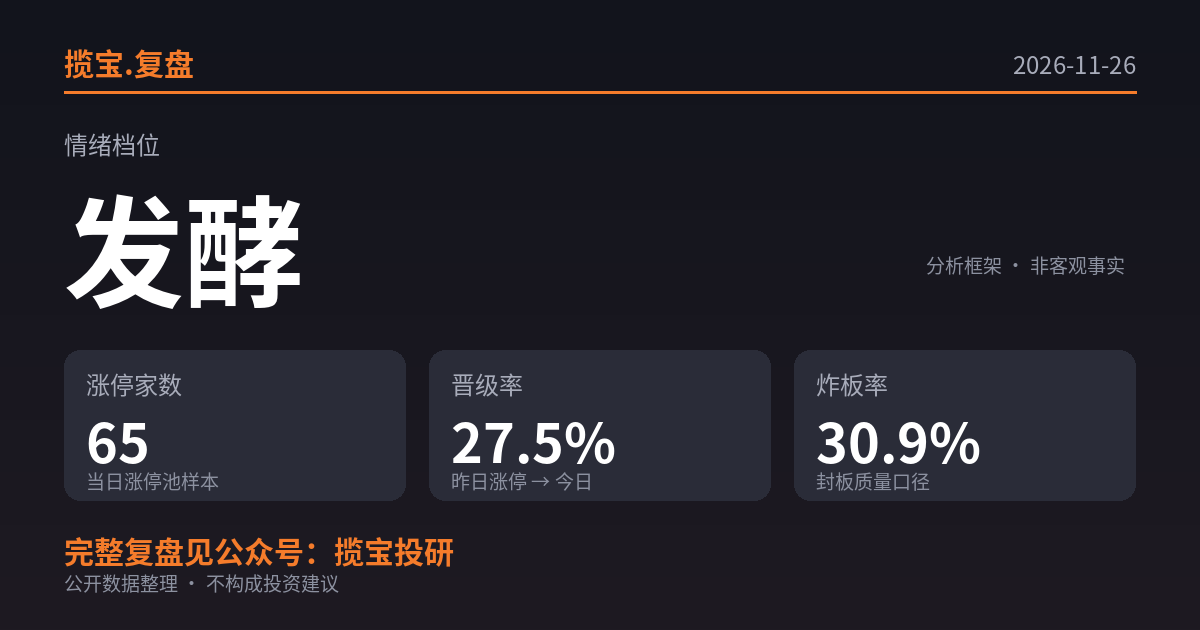 揽宝.复盘
2026-11-26
情绪档位
发酵
分析框架 · 非客观事实
涨停家数
65
当日涨停池样本
晋级率
27.5%
昨日涨停 → 今日
炸板率
30.9%
封板质量口径
完整复盘见公众号：揽宝投研
公开数据整理 · 不构成投资建议